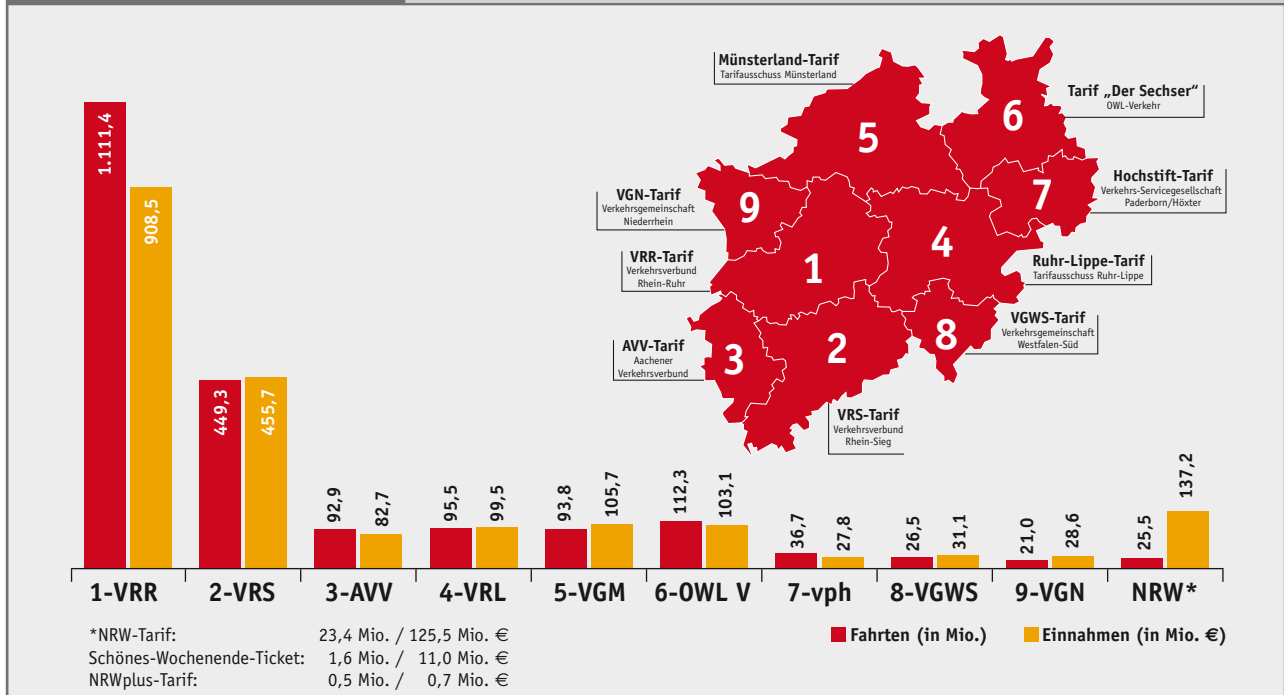 Münsterland-Tarif
Tarifausschuss Münsterland
Tarif „Der Sechser“
OWL-Verkehr
Hochstift-Tarif
Verkehrs-Servicegesellschaft
Paderborn/Höxter
VGN-Tarif
Verkehrsgemeinschaft
Niederrhein
VRR-Tarif
Verkehrsverbund
Rhein-Ruhr
Ruhr-Lippe-Tarif
Tarifausschuss Ruhr-Lippe
VGWS-Tarif
Verkehrsgemeinschaft
Westfalen-Süd
AVV-Tarif
Aachener
Verkehrsverbund
VRS-Tarif
Verkehrsverbund
Rhein-Sieg
5
6
7
9
4
1
8
3
2
1.111,4
908,5
449,3
455,7
92,9
82,7
95,5
99,5
93,8
105,7
112,3
103,1
36,7
27,8
26,5
31,1
21,0
28,6
25,5
137,2
1-VRR 2-VRS 3-AVV 4-VRL 5-VGM 6-OWL V 7-vph 8-VGWS 9-VGN NRW*
*NRW-Tarif: 23,4 Mio. / 125,5 Mio. €
Schönes-Wochenende-Ticket: 1,6 Mio. / 11,0 Mio. €
NRWplus-Tarif: 0,5 Mio. / 0,7 Mio. €
Fahrten (in Mio.) Einnahmen (in Mio. €)